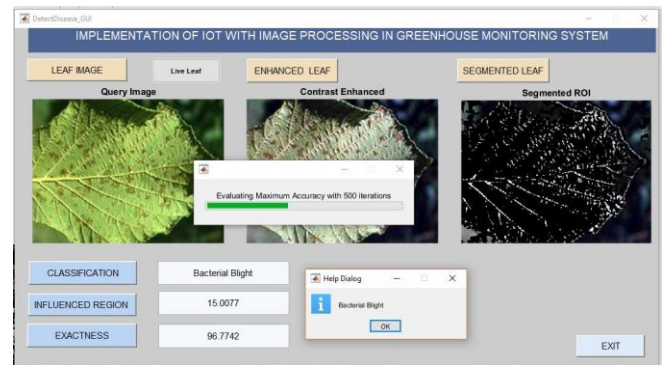 DetectDisease_GUI
IMPLEMENTATION OF IOT WITH IMAGE PROCESSING IN GREENHOUSE MONITORING SYSTEM
LEAF IMAGE
Live Leaf
ENHANCED LEAF
SEGMENTED LEAF
Query Image
Contrast Enhanced
Segmented ROI
Evaluating Maximum Accuracy with 500 iterations
CLASSIFICATION
Bacterial Blight
Help Dialog
Bacterial Blight
OK
INFLUENCED REGION
15.0077
EXACTNESS
96.7742
EXIT